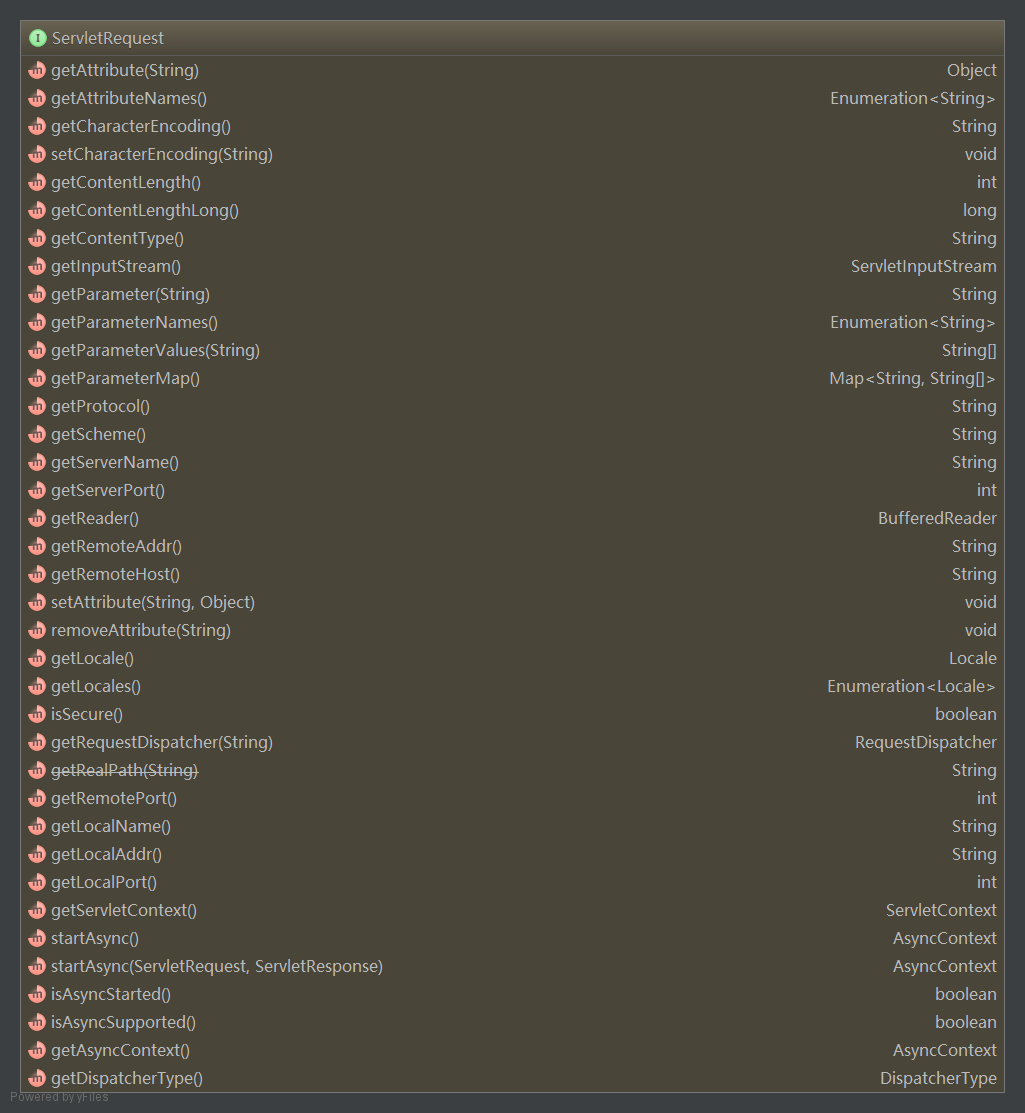 I ServletRequest
m getAttribute(String) Object
m getAttributeNames() Enumeration<String>
m getCharacterEncoding() String
m setCharacterEncoding(String) void
m getContentLength() int
m getContentLengthLong() long
m getContentType() String
m getInputStream() ServletInputStream
m getParameter(String) String
m getParameterNames() Enumeration<String>
m getParameterValues(String) String[]
m getParameterMap() Map<String, String[]>
m getProtocol() String
m getScheme() String
m getServerName() String
m getServerPort() int
m getReader() BufferedReader
m getRemoteAddr() String
m getRemoteHost() String
m setAttribute(String, Object) void
m removeAttribute(String) void
m getLocale() Locale
m getLocales() Enumeration<Locale>
m isSecure() boolean
m getRequestDispatcher(String) RequestDispatcher
m getRealPath(String) String
m getRemotePort() int
m getLocalName() String
m getLocalAddr() String
m getLocalPort() int
m getServletContext() ServletContext
m startAsync() AsyncContext
m startAsync(ServletRequest, ServletResponse) AsyncContext
m isAsyncStarted() boolean
m isAsyncSupported() boolean
m getAsyncContext() AsyncContext
m getDispatcherType() DispatcherType
Powered by yFiles